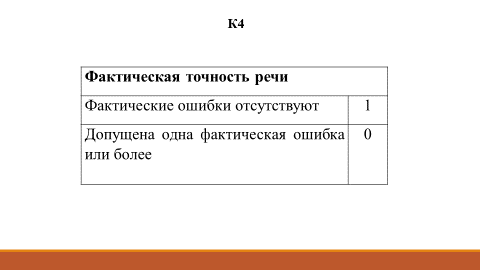 К4
Фактическая точность речи
Фактические ошибки отсутствуют 1
Допущена одна фактическая ошибка 0
или более